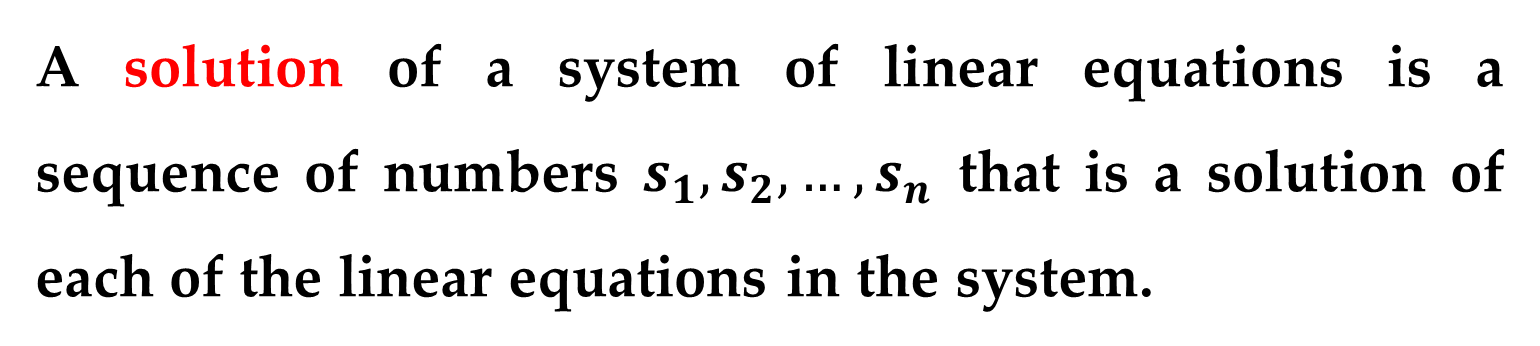 A solution of a system of linear equations is a
sequence of numbers s₁, s₂, … , sₙ that is a solution of
each of the linear equations in the system.